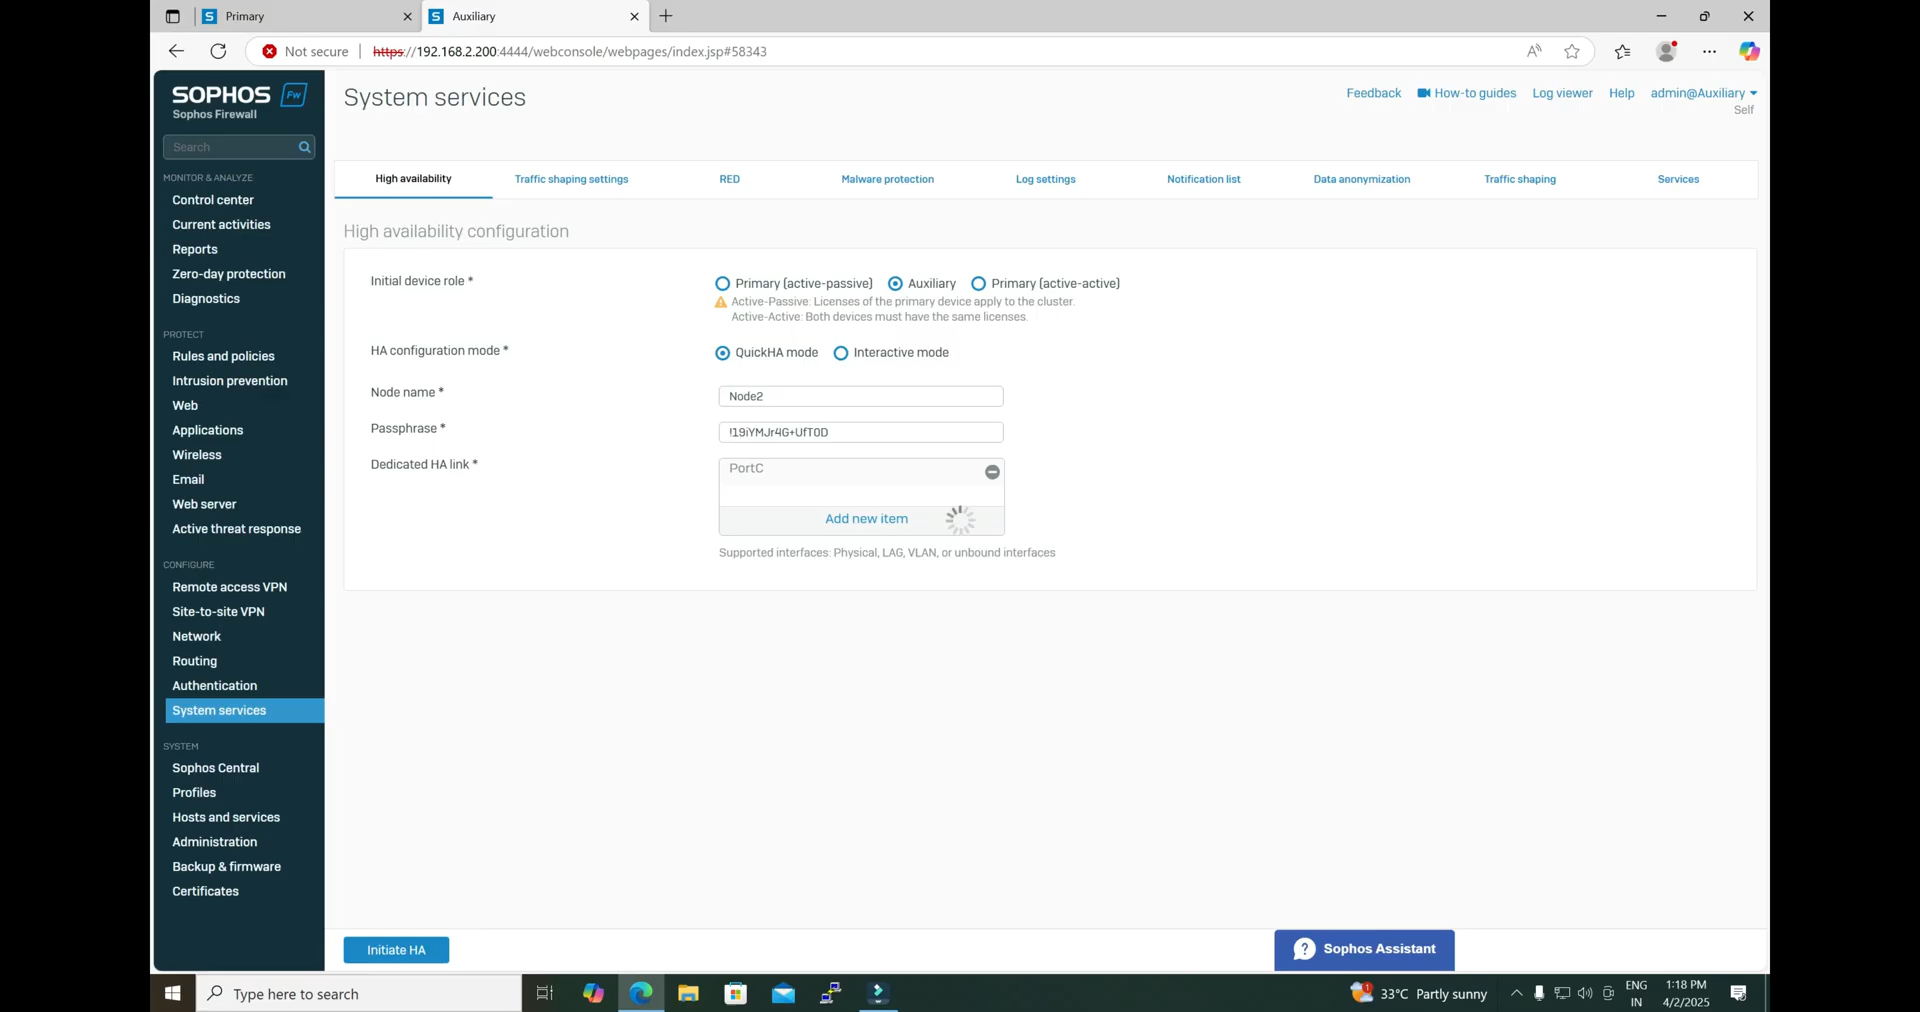 Primary
Auxiliary
Not secure
https://192.168.2.200:4444/webconsole/webpages/index.jsp#58343
SOPHOS Fw
Sophos Firewall
Search
MONITOR & ANALYZE
Control center
Current activities
Reports
Zero-day protection
Diagnostics
PROTECT
Rules and policies
Intrusion prevention
Web
Applications
Wireless
Email
Web server
Active threat response
CONFIGURE
Remote access VPN
Site-to-site VPN
Network
Routing
Authentication
System services
SYSTEM
Sophos Central
Profiles
Hosts and services
Administration
Backup & firmware
Certificates
System services
Feedback How-to guides Log viewer Help admin@Auxiliary
Self
High availability Traffic shaping settings RED Malware protection Log settings Notification list Data anonymization Traffic shaping Services
High availability configuration
Initial device role * Primary (active-passive) Auxiliary Primary (active-active)
Active-Passive: Licenses of the primary device apply to the cluster.
Active-Active: Both devices must have the same licenses.
HA configuration mode * QuickHA mode Interactive mode
Node name * Node2
Passphrase * !19iYMJr4G+UfT0D
Dedicated HA link * PortC
Add new item
Supported interfaces: Physical, LAG, VLAN, or unbound interfaces
Initiate HA
? Sophos Assistant
Type here to search
1 33°C Partly sunny
ENG
IN
1:18 PM
4/2/2025